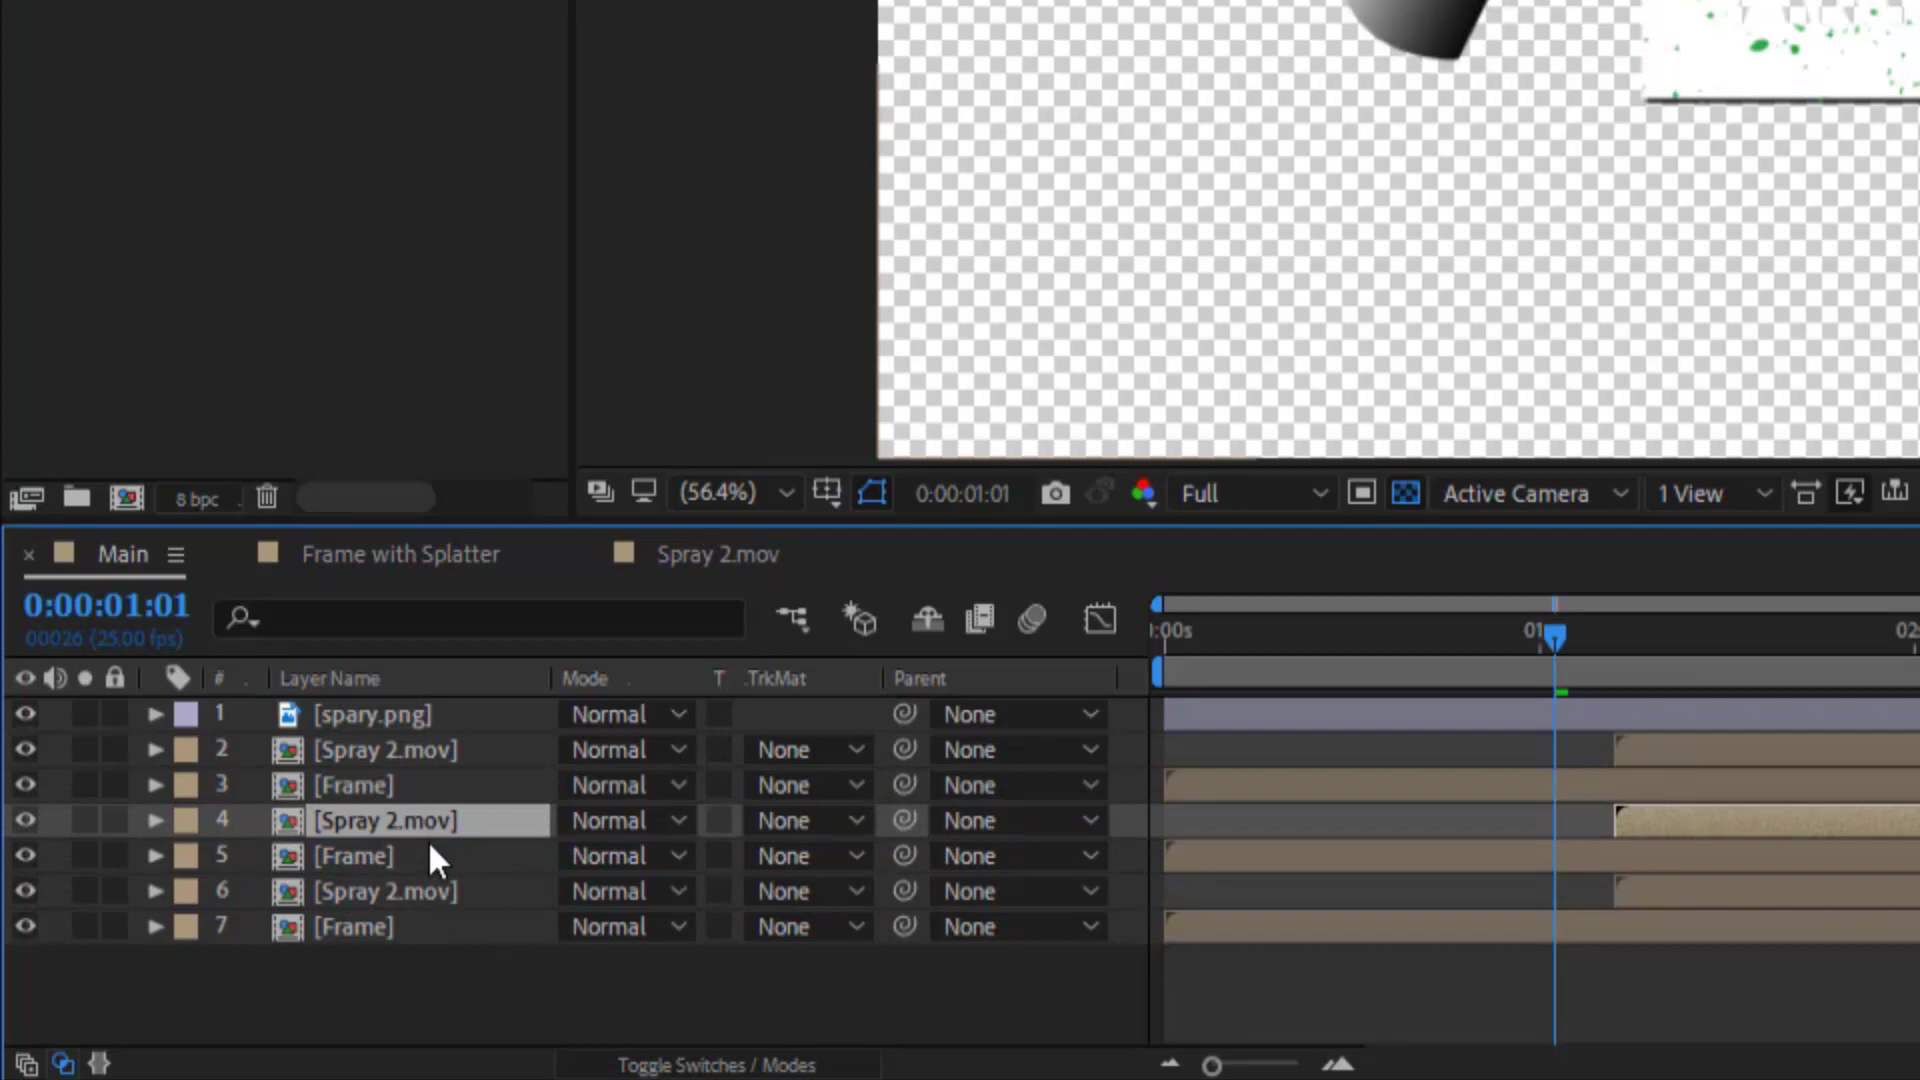 8 bpc
(56.4%)
0:00:01:01
Full
Active Camera
1 View
× Main
Frame with Splatter
Spray 2.mov
0:00:01:01
00026 (25.00 fps)
):00s
01
02
#
Layer Name
Mode
T
.TrkMat
Parent
1 [spary.png] Normal None
2 [Spray 2.mov] Normal None None
3 [Frame] Normal None None
4 [Spray 2.mov] Normal None None
5 [Frame] Normal None None
6 [Spray 2.mov] Normal None None
7 [Frame] Normal None None
Toggle Switches / Modes